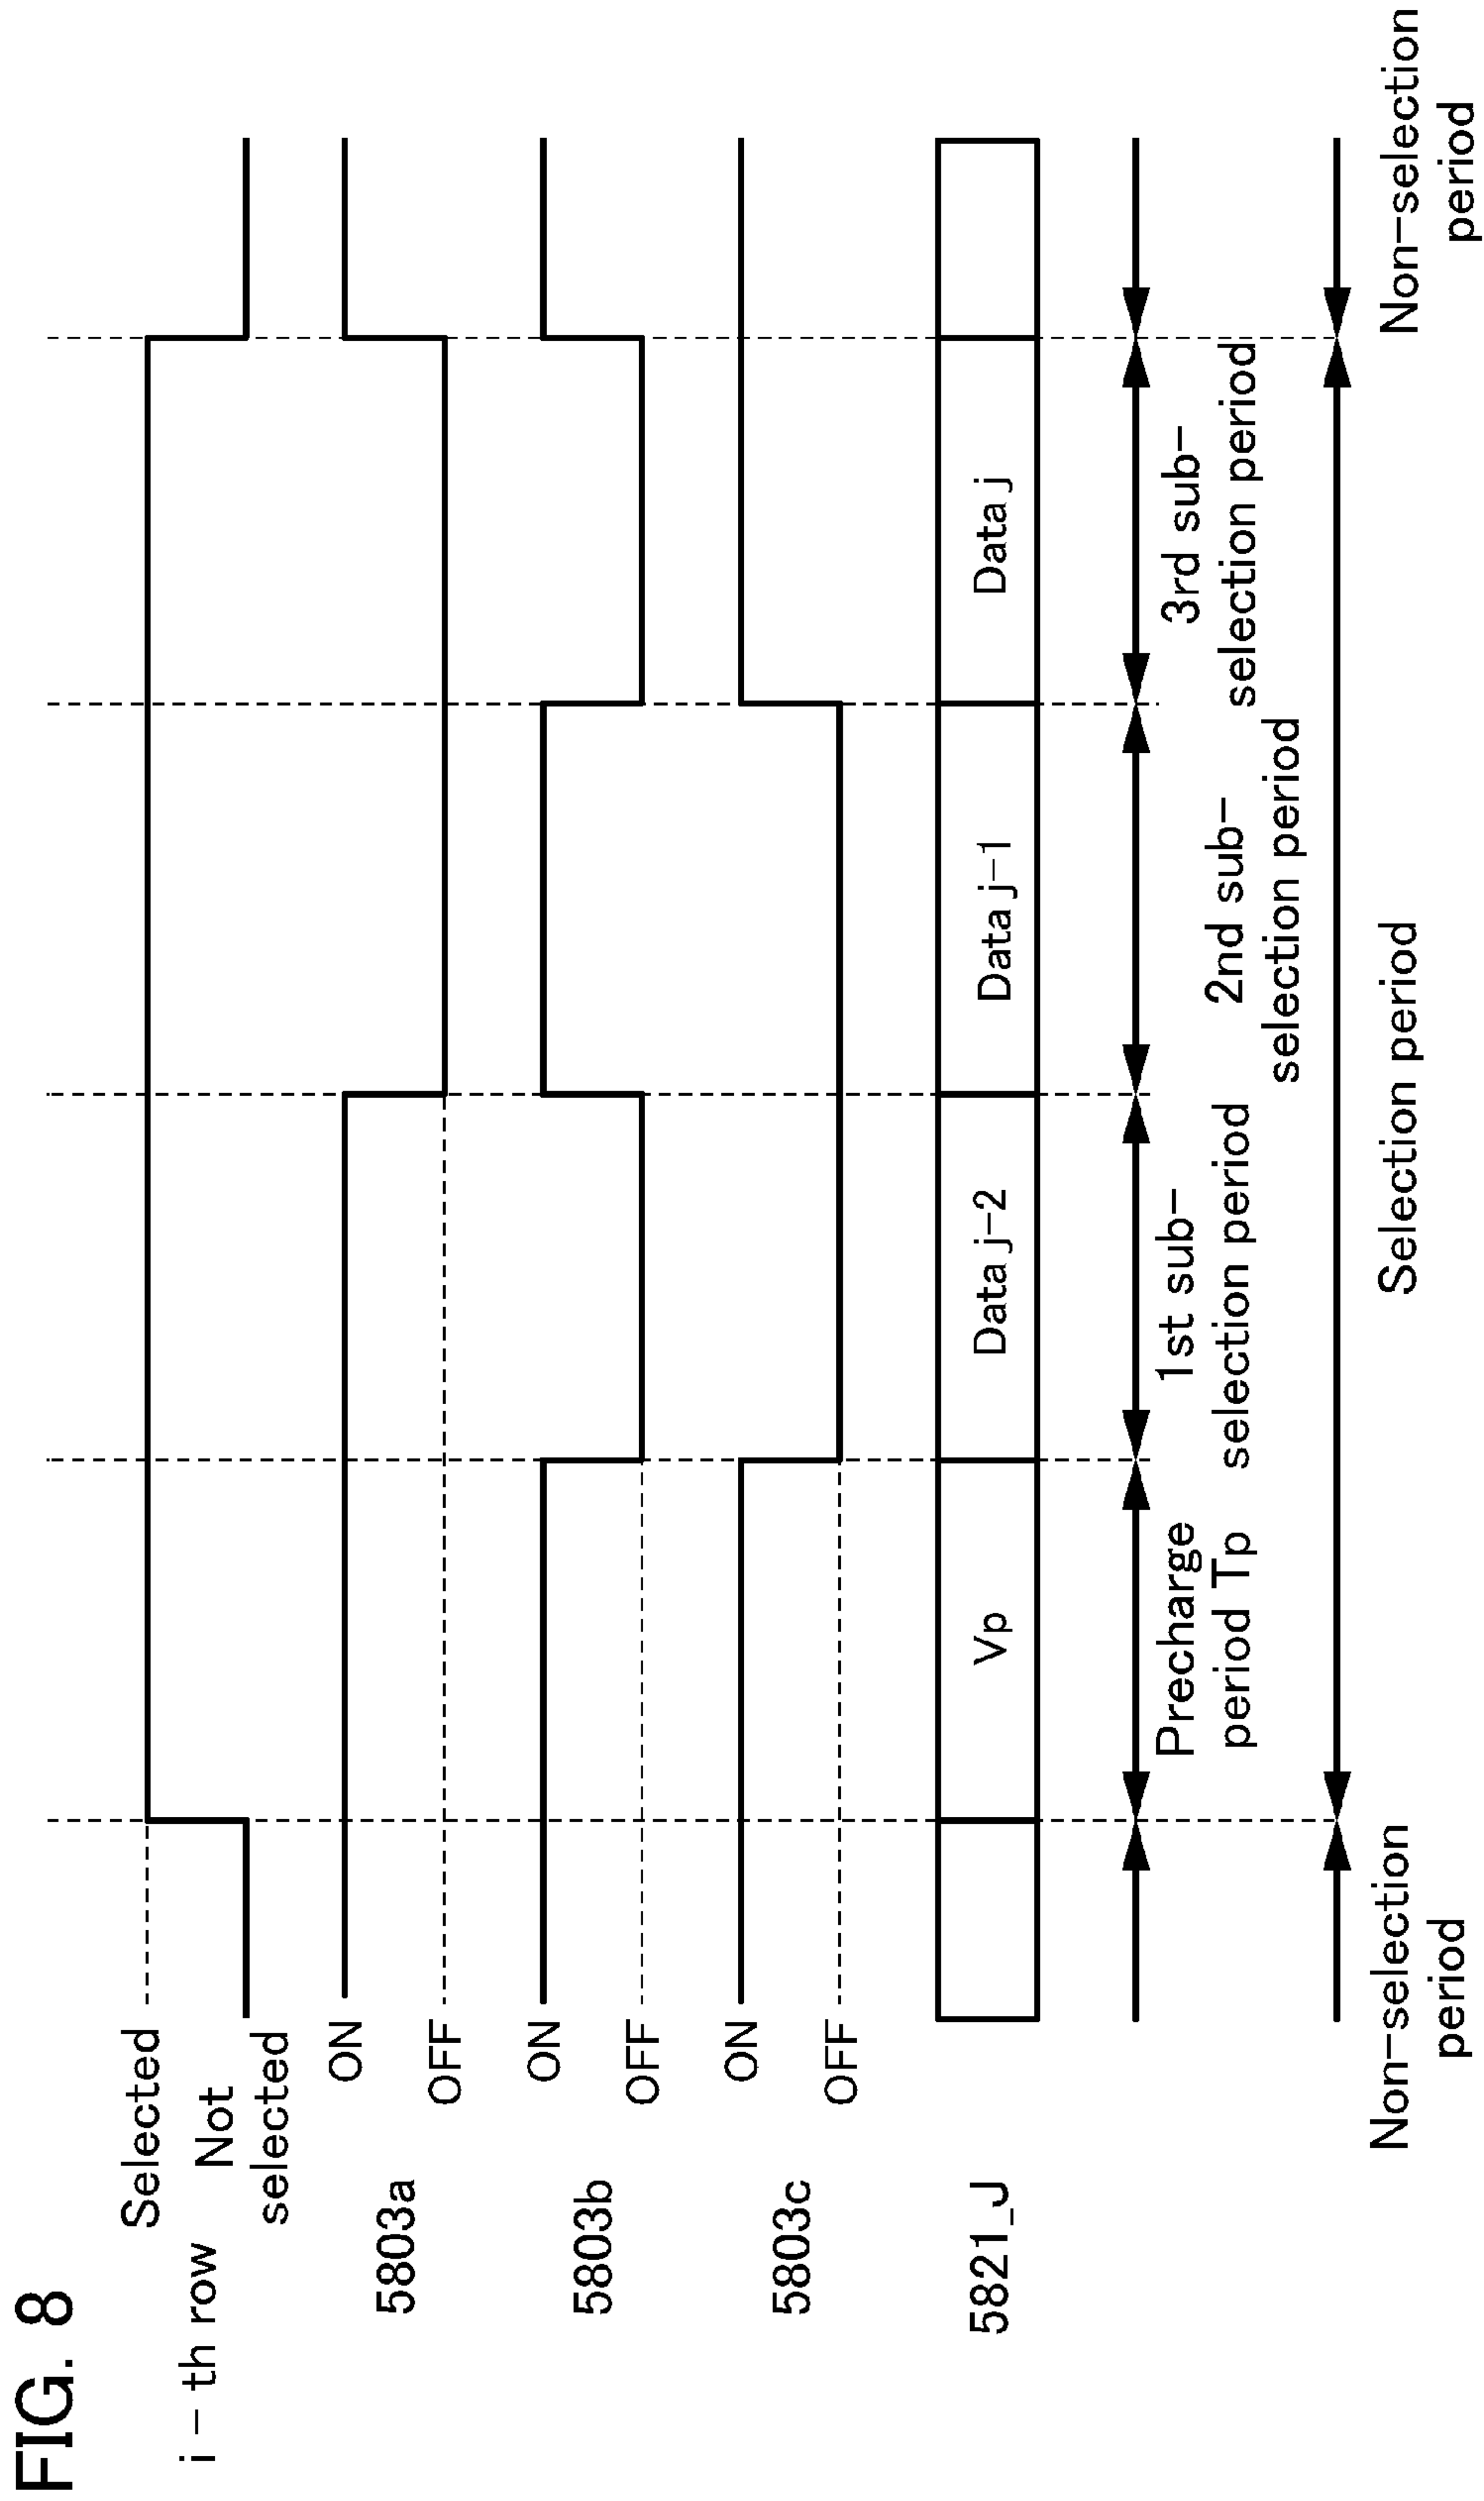 FIG. 8
i-th row
Selected
Not
selected
5803a
ON
OFF
5803b
ON
OFF
5803c
ON
OFF
5821_J
Vp
Data j-2
Data j-1
Data j
Precharge
period Tp
1st sub-
selection period
2nd sub-
selection period
3rd sub-
selection period
Non-selection
period
Selection period
Non-selection
period